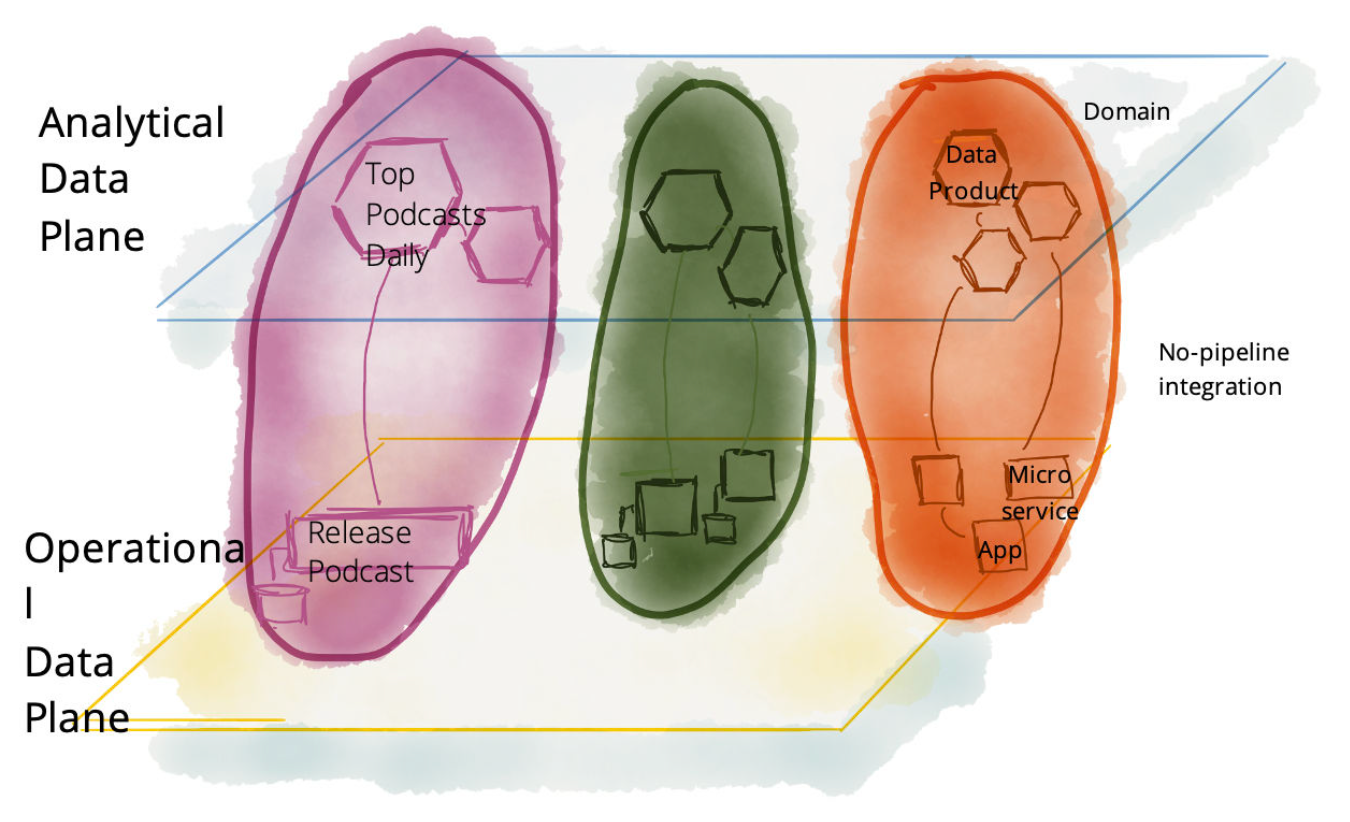 Analytical
Data
Plane
Top
Podcasts
Daily
Data
Product
Domain
No-pipeline
integration
Operationa
l
Data
Plane
Release
Podcast
Micro
service
App